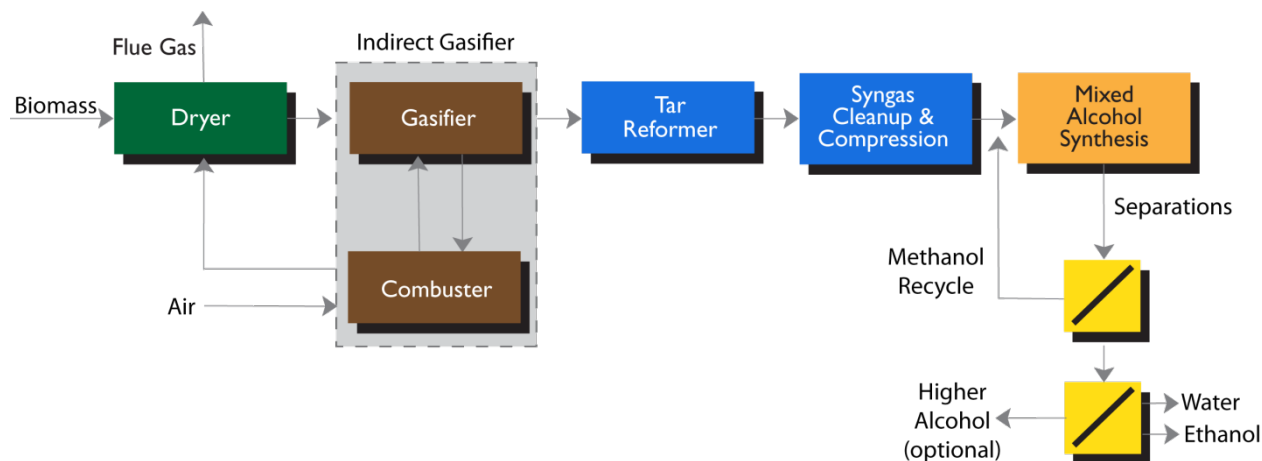 Flue Gas
Indirect Gasifier
Biomass
Dryer
Gasifier
Tar
Reformer
Syngas
Cleanup &
Compression
Mixed
Alcohol
Synthesis
Separations
Methanol
Recycle
Combuster
Air
Higher
Alcohol
(optional)
Water
Ethanol